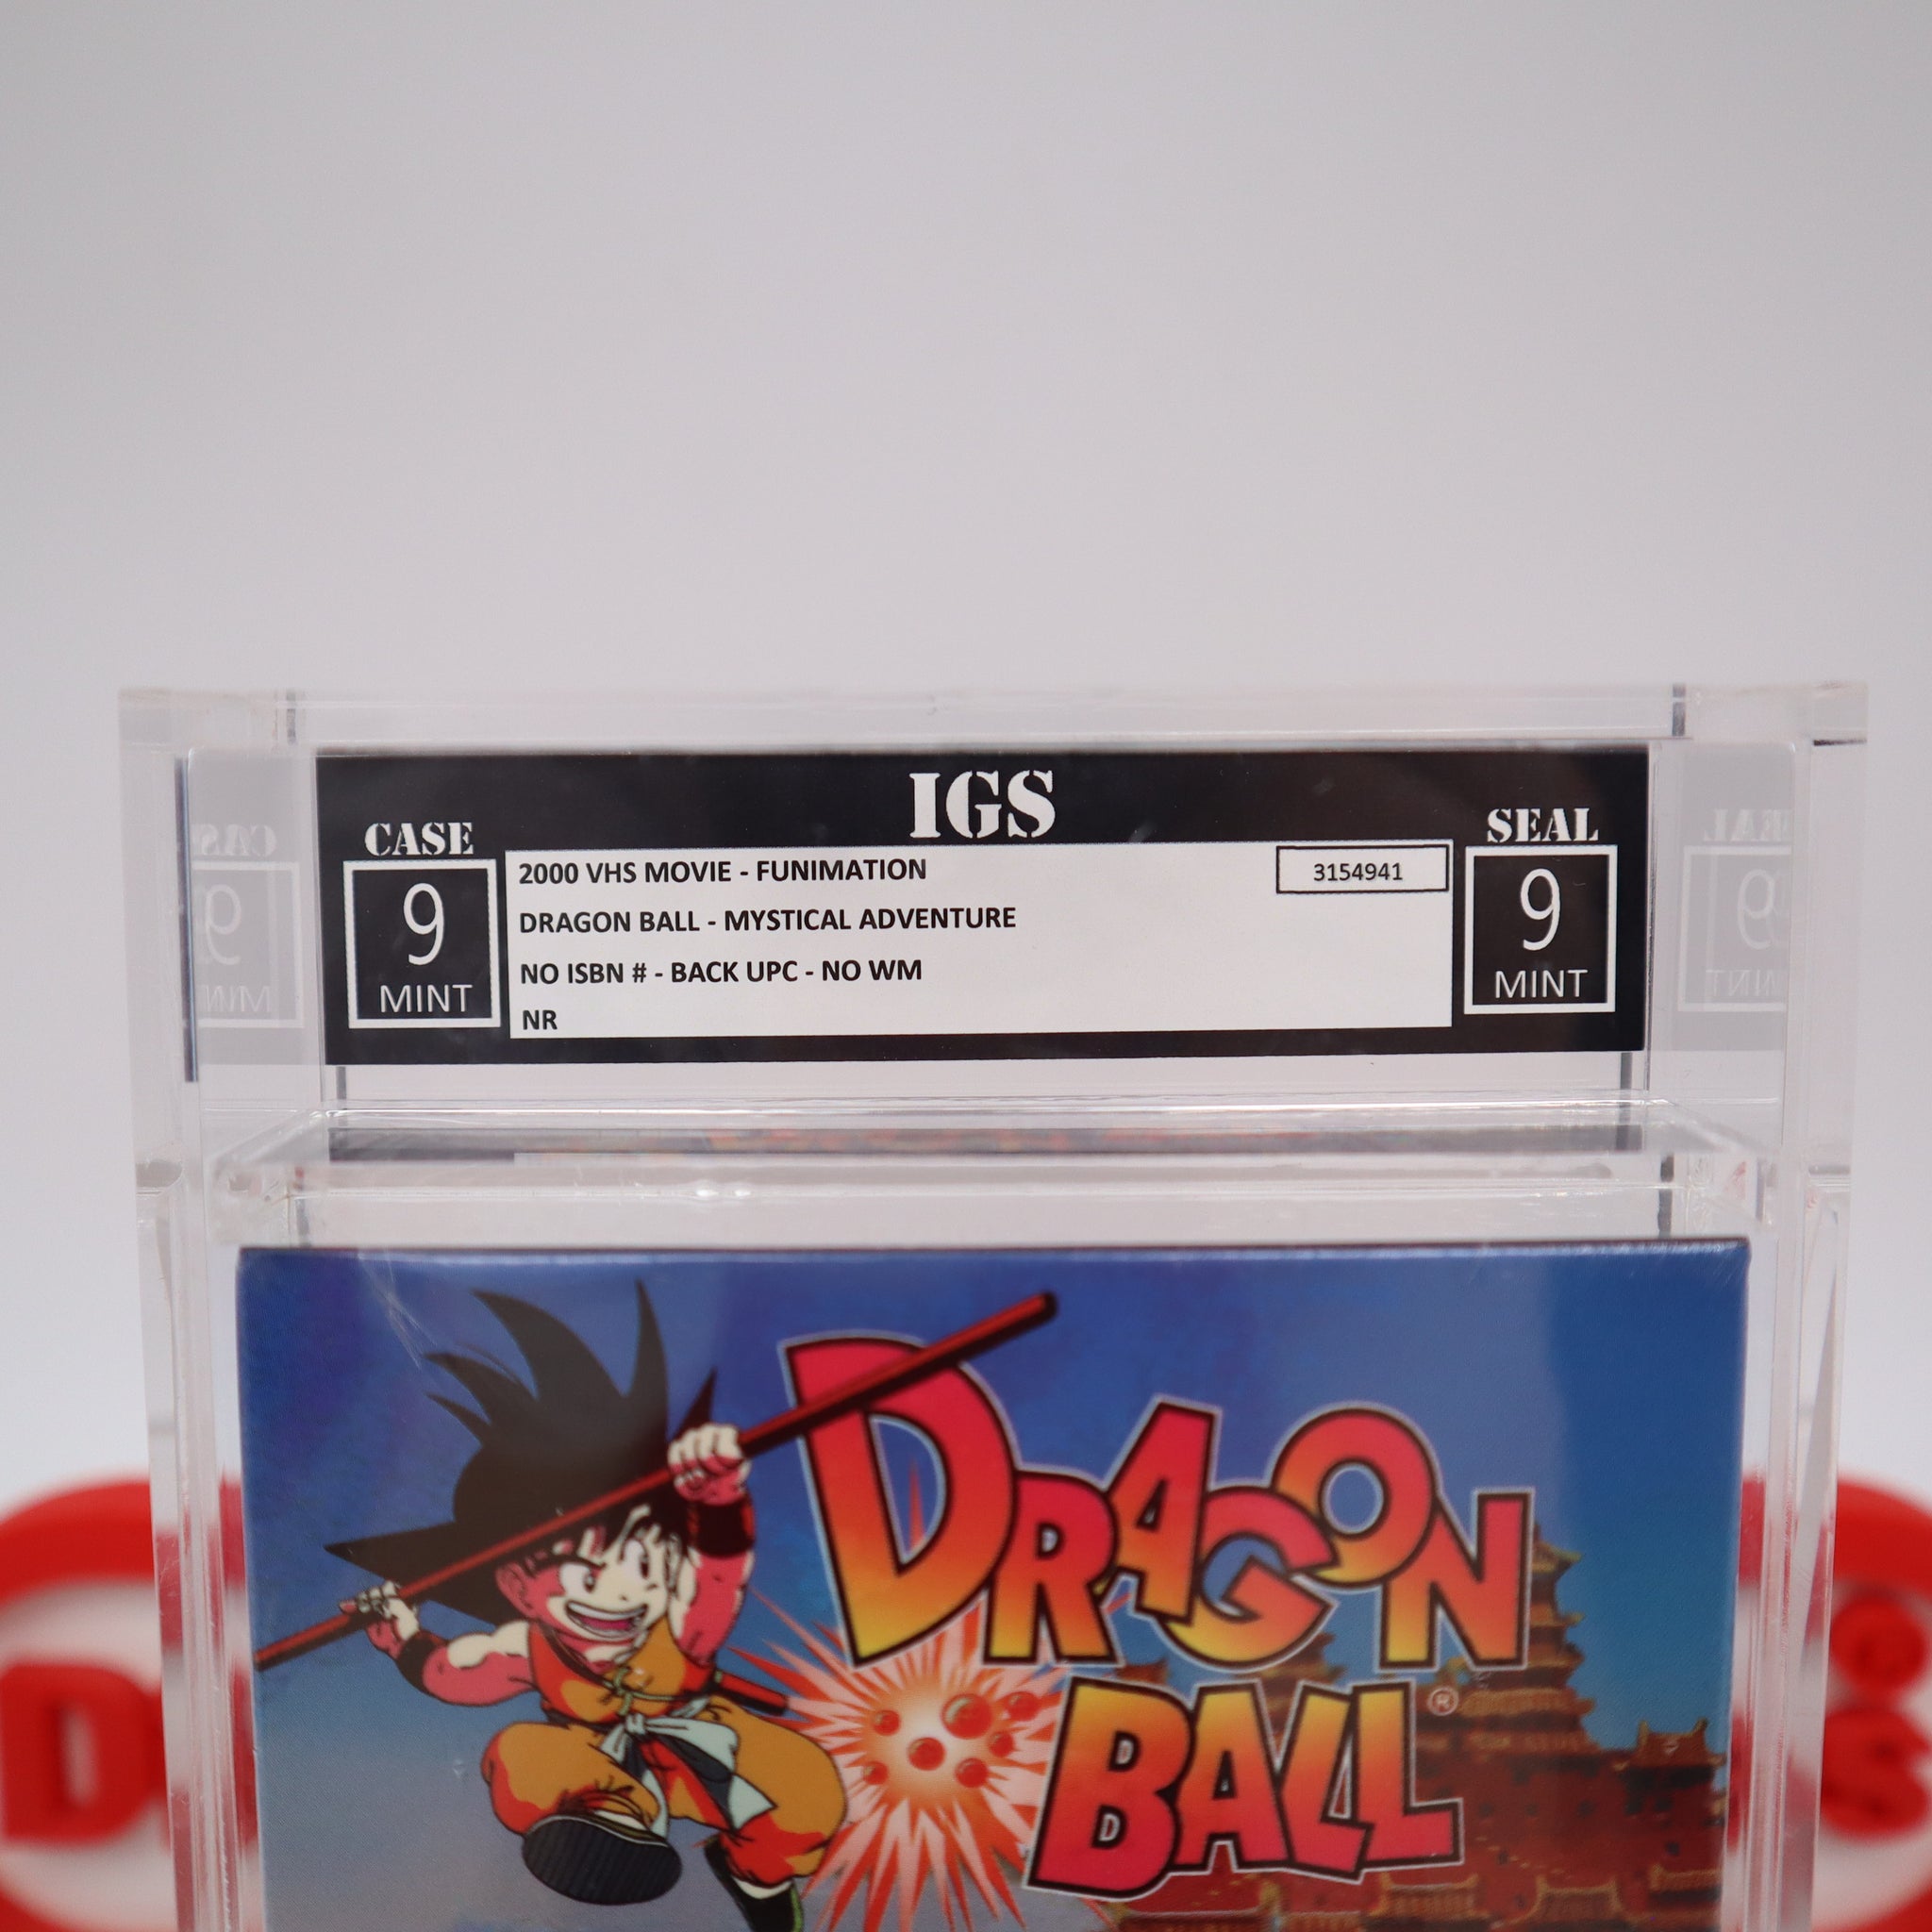 IGS
CASE
9
MINT
2000 VHS MOVIE - FUNIMATION
3154941
DRAGON BALL - MYSTICAL ADVENTURE
NO ISBN # - BACK UPC - NO WM
NR
SEAL
9
MINT
DRAGON
BALL®